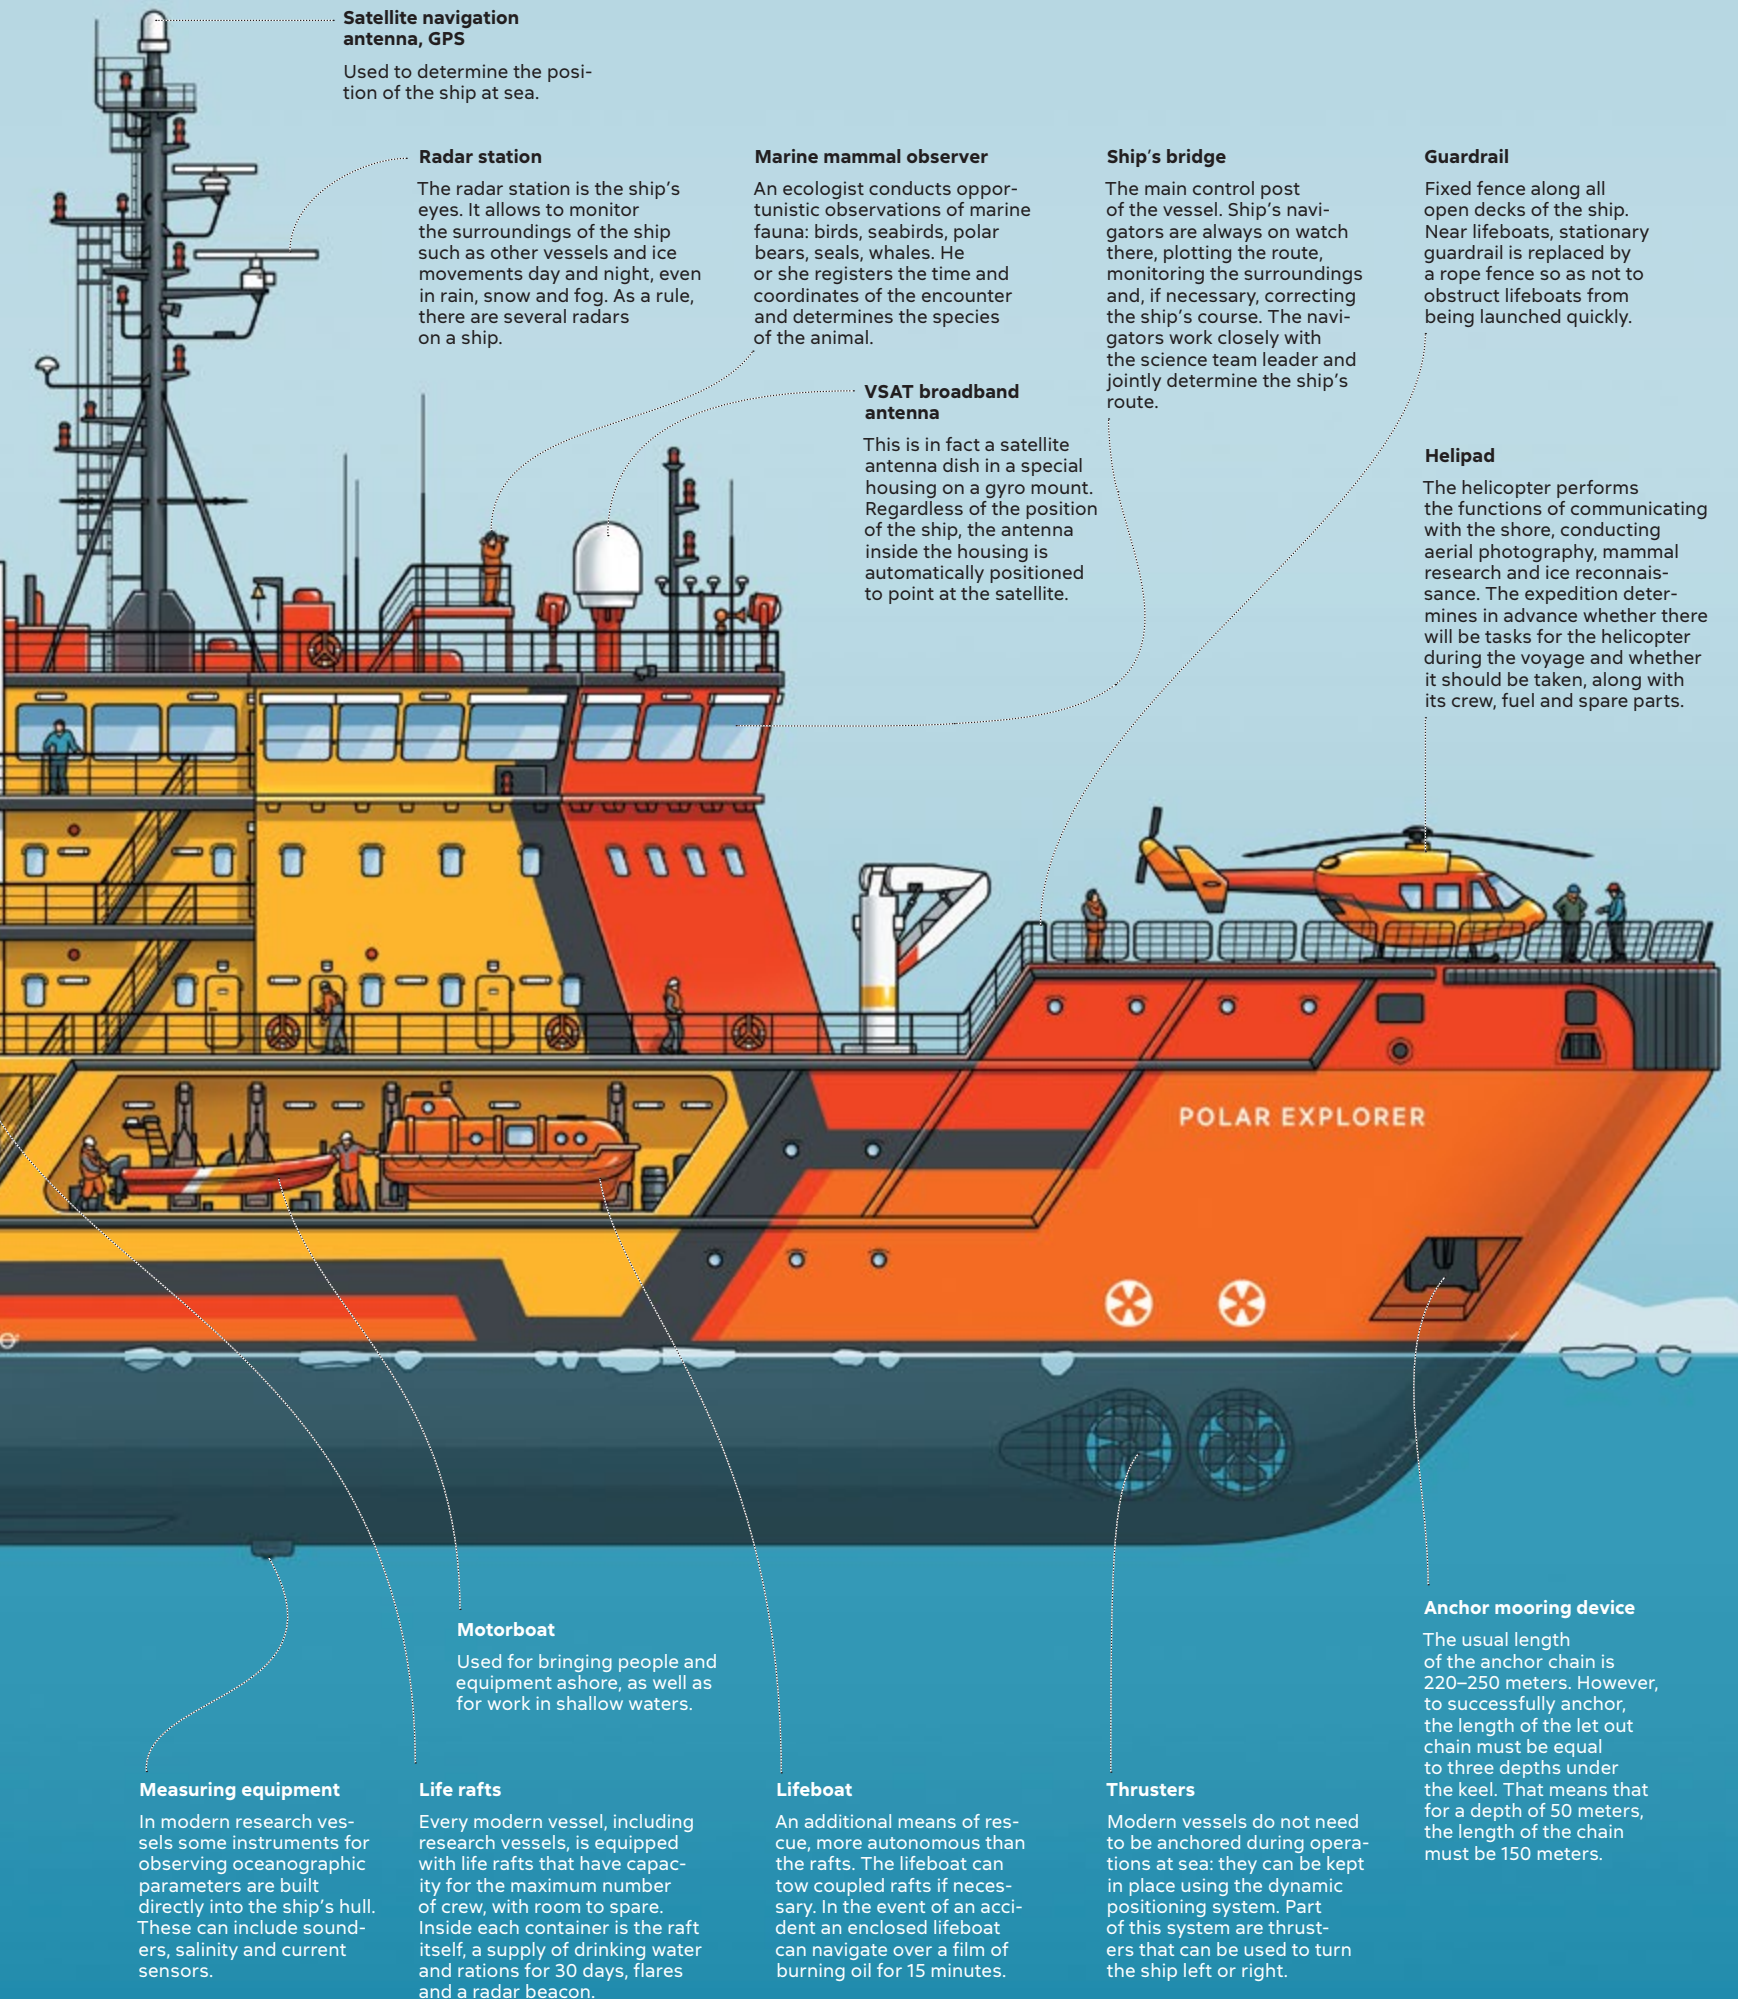 Satellite navigation
antenna, GPS
Used to determine the posi-
tion of the ship at sea.
Radar station
The radar station is the ship's
eyes. It allows to monitor
the surroundings of the ship
such as other vessels and ice
movements day and night, even
in rain, snow and fog. As a rule,
there are several radars
on a ship.
Marine mammal observer
An ecologist conducts oppor-
tunistic observations of marine
fauna: birds, seabirds, polar
bears, seals, whales. He
or she registers the time and
coordinates of the encounter
and determines the species
of the animal.
Ship's bridge
The main control post
of the vessel. Ship's navi-
gators are always on watch
there, plotting the route,
monitoring the surroundings
and, if necessary, correcting
the ship's course. The navi-
gators work closely with
the science team leader and
jointly determine the ship's
route.
Guardrail
Fixed fence along all
open decks of the ship.
Near lifeboats, stationary
guardrail is replaced by
a rope fence so as not to
obstruct lifeboats from
being launched quickly.
VSAT broadband
antenna
This is in fact a satellite
antenna dish in a special
housing on a gyro mount.
Regardless of the position
of the ship, the antenna
inside the housing is
automatically positioned
to point at the satellite.
Helipad
The helicopter performs
the functions of communicating
with the shore, conducting
aerial photography, mammal
research and ice reconnais-
sance. The expedition deter-
mines in advance whether there
will be tasks for the helicopter
during the voyage and whether
it should be taken, along with
its crew, fuel and spare parts.
POLAR EXPLORER
Motorboat
Used for bringing people and
equipment ashore, as well as
for work in shallow waters.
Anchor mooring device
The usual length
of the anchor chain is
220–250 meters. However,
to successfully anchor,
the length of the let out
chain must be equal
to three depths under
the keel. That means that
for a depth of 50 meters,
the length of the chain
must be 150 meters.
Measuring equipment
In modern research ves-
sels some instruments for
observing oceanographic
parameters are built
directly into the ship's hull.
These can include sound-
ers, salinity and current
sensors.
Life rafts
Every modern vessel, including
research vessels, is equipped
with life rafts that have capac-
ity for the maximum number
of crew, with room to spare.
Inside each container is the raft
itself, a supply of drinking water
and rations for 30 days, flares
and a radar beacon.
Lifeboat
An additional means of res-
cue, more autonomous than
the rafts. The lifeboat can
tow coupled rafts if neces-
sary. In the event of an acci-
dent an enclosed lifeboat
can navigate over a film of
burning oil for 15 minutes.
Thrusters
Modern vessels do not need
to be anchored during opera-
tions at sea: they can be kept
in place using the dynamic
positioning system. Part
of this system are thrust-
ers that can be used to turn
the ship left or right.